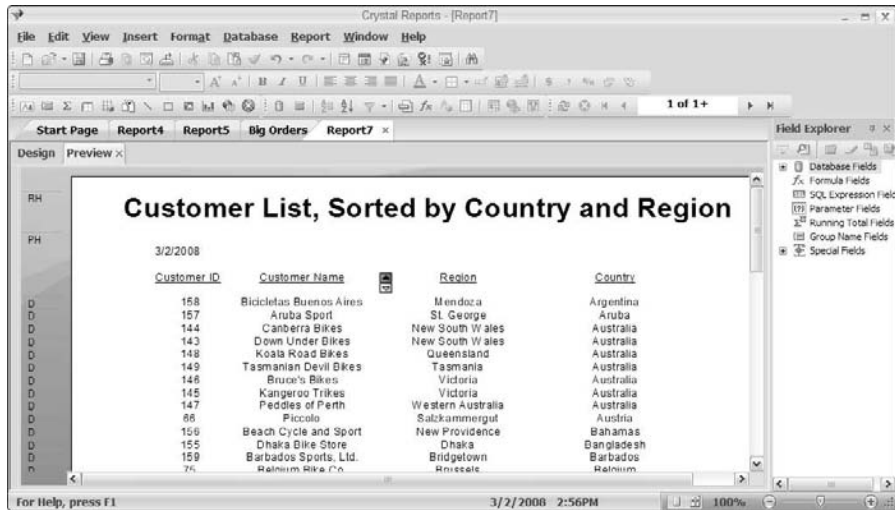 Crystal Reports - [Report7]
File Edit View Insert Format Database Report Window Help
1 of 1+
Start Page Report4 Report5 Big Orders Report7 ×
Field Explorer
Design Preview ×
Database Fields
Formula Fields
SQL Expression Field
Parameter Fields
Running Total Fields
Group Name Fields
Special Fields
RH
Customer List, Sorted by Country and Region
PH
3/2/2008
Customer ID Customer Name Region Country
D 158 Bicicletas Buenos Aires Mendoza Argentina
D 157 Aruba Sport St. George Aruba
D 144 Canberra Bikes New South Wales Australia
D 143 Down Under Bikes New South Wales Australia
D 148 Koala Road Bikes Queensland Australia
D 149 Tasmanian Devil Bikes Tasmania Australia
D 146 Bruce's Bikes Victoria Australia
D 145 Kangeroo Trikes Victoria Australia
D 147 Peddles of Perth Western Australia Australia
D 66 Piccolo Salzkammergut Austria
D 156 Beach Cycle and Sport New Providence Bahamas
D 155 Dhaka Bike Store Dhaka Bangladesh
D 159 Barbados Sports, Ltd. Bridgetown Barbados
D 75 Belgium Bike Co. Brussels Belgium
For Help, press F1 3/2/2008 2:56PM 100%